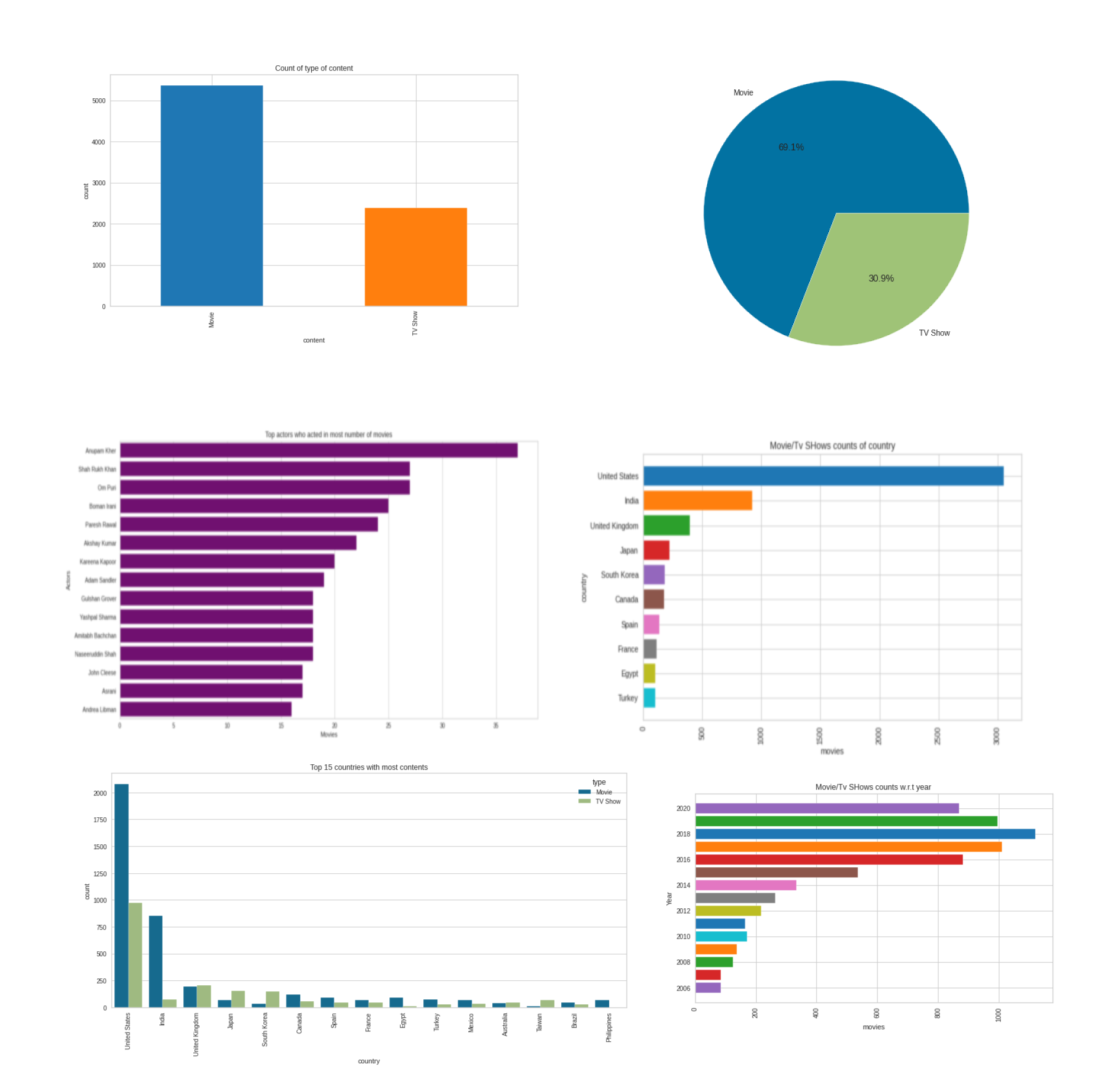 Count of type of content
count
5000
4000
3000
2000
1000
0
Movie
TV Show
content
Movie
69.1%
30.9%
TV Show
Top actors who acted in most number of movies
Actors
Anupam Kher
Shah Rukh Khan
Om Puri
Boman Irani
Paresh Rawal
Akshay Kumar
Kareena Kapoor
Adam Sandler
Gulshan Grover
Yashpal Sharma
Amitabh Bachchan
Naseeruddin Shah
John Cleese
Asrani
Andrea Libman
0 5 10 15 20 25 30 35
Movies
Movie/Tv SHows counts of country
country
United States
India
United Kingdom
Japan
South Korea
Canada
Spain
France
Egypt
Turkey
0 500 1000 1500 2000 2500 3000
movies
Top 15 countries with most contents
type
Movie
TV Show
count
2000
1750
1500
1250
1000
750
500
250
0
United States
India
United Kingdom
Japan
South Korea
Canada
Spain
France
Egypt
Turkey
Mexico
Australia
Taiwan
Brazil
Philippines
country
Movie/Tv SHows counts w.r.t year
Year
2020
2018
2016
2014
2012
2010
2008
2006
0 200 400 600 800 1000
movies